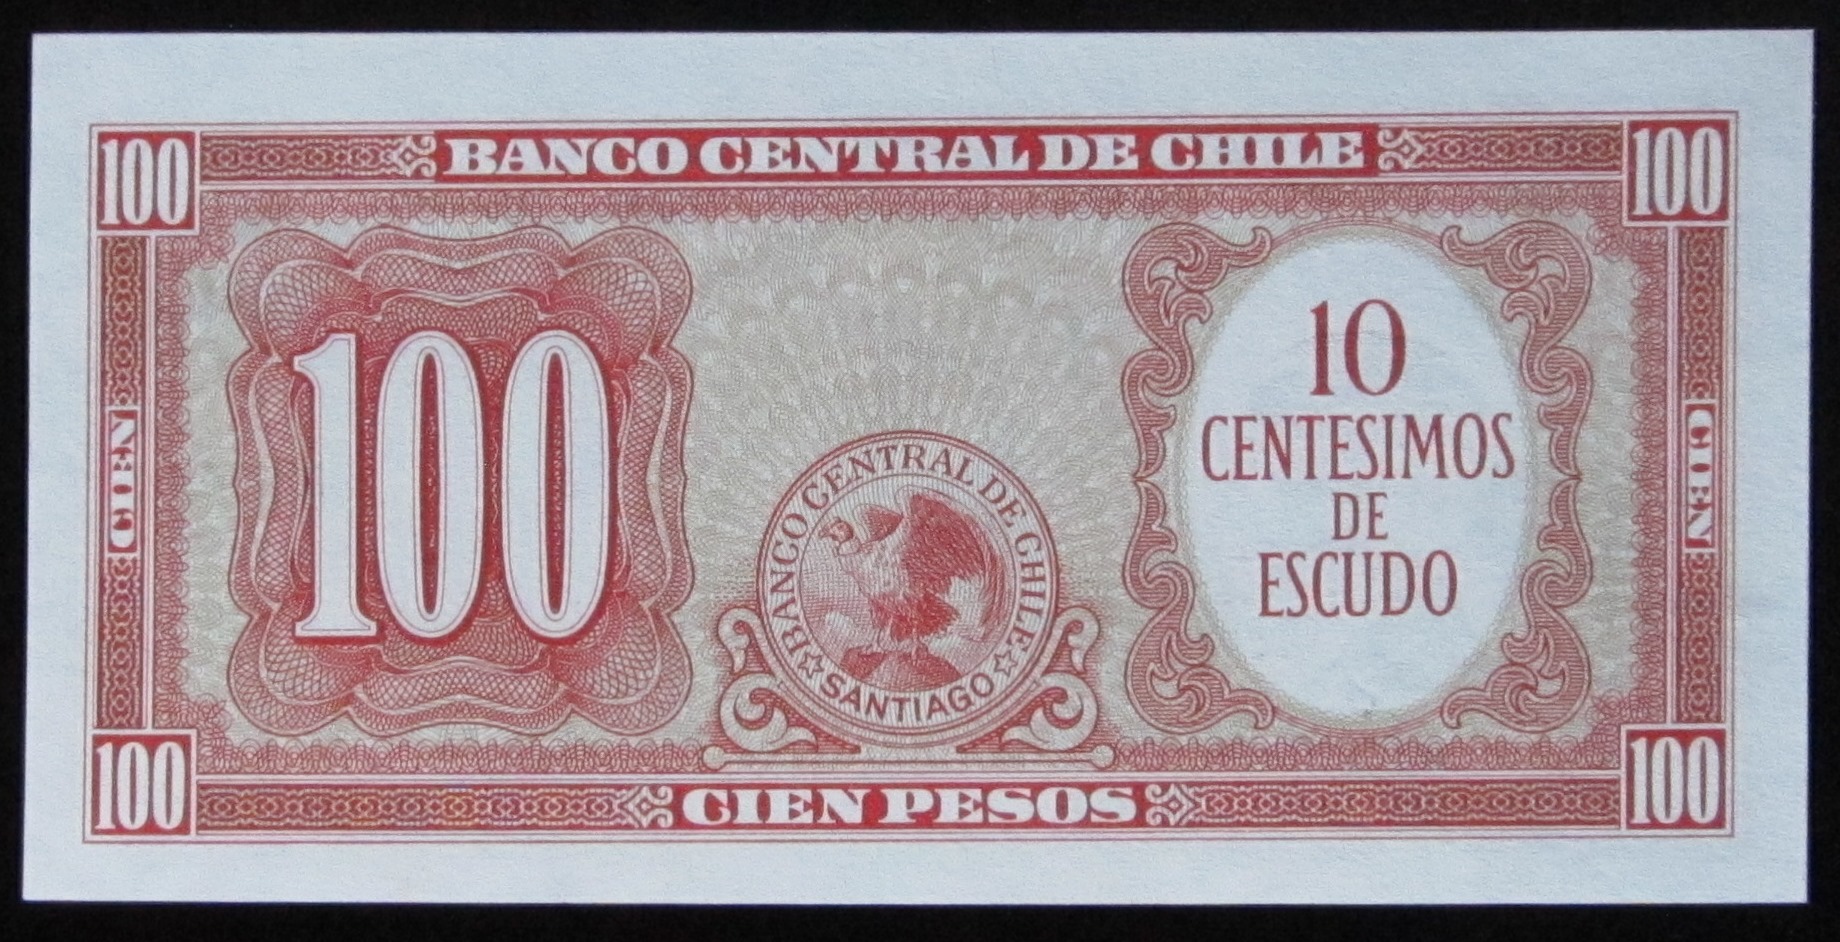 100 BANCO CENTRAL DE CHILE 100
100
10
CENTESIMOS
DE
ESCUDO
CIEN
CIEN
BANCO CENTRAL DE CHILE
SANTIAGO
100 CIEN PESOS 100